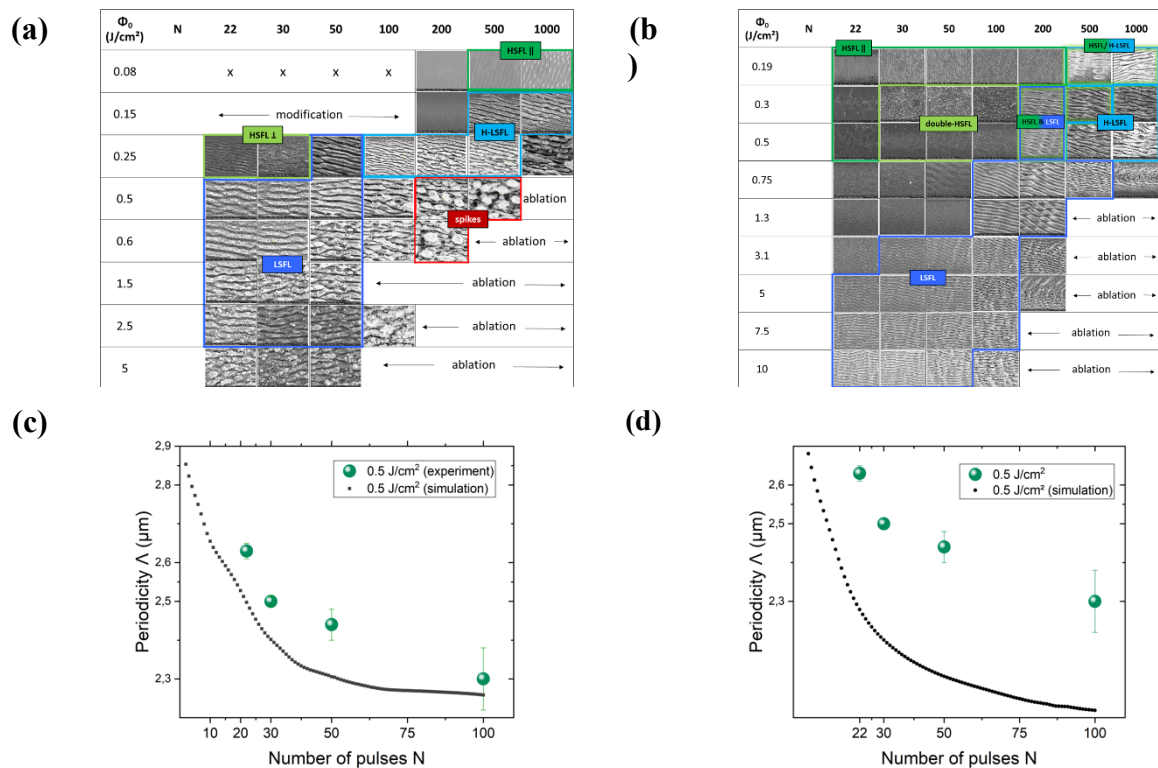 (a)
Φ₀ (J/cm²) N 22 30 50 100 200 500 1000
HSFL ||
0.08 x x x x
0.15 modification
HSFL ⊥ H-LSFL
0.25
0.5 ablation
spikes
0.6 ablation
LSFL
1.5 ablation
2.5 ablation
5 ablation
(b
)
Φ₀ (J/cm²) N 22 30 50 100 200 500 1000
HSFL || HSFL/H-LSFL
0.19
0.3
double-HSFL HSFL & LSFL H-LSFL
0.5
0.75
1.3 ablation
3.1 ablation
LSFL
5 ablation
7.5 ablation
10 ablation
(c)
2,9
2,8
2,6
2,5
2,3
Periodicity Λ (μm)
0.5 J/cm² (experiment)
0.5 J/cm² (simulation)
10 20 30 50 75 100
Number of pulses N
(d)
2,6
2,5
2,3
Periodicity Λ (μm)
0.5 J/cm²
0.5 J/cm² (simulation)
22 30 50 75 100
Number of pulses N